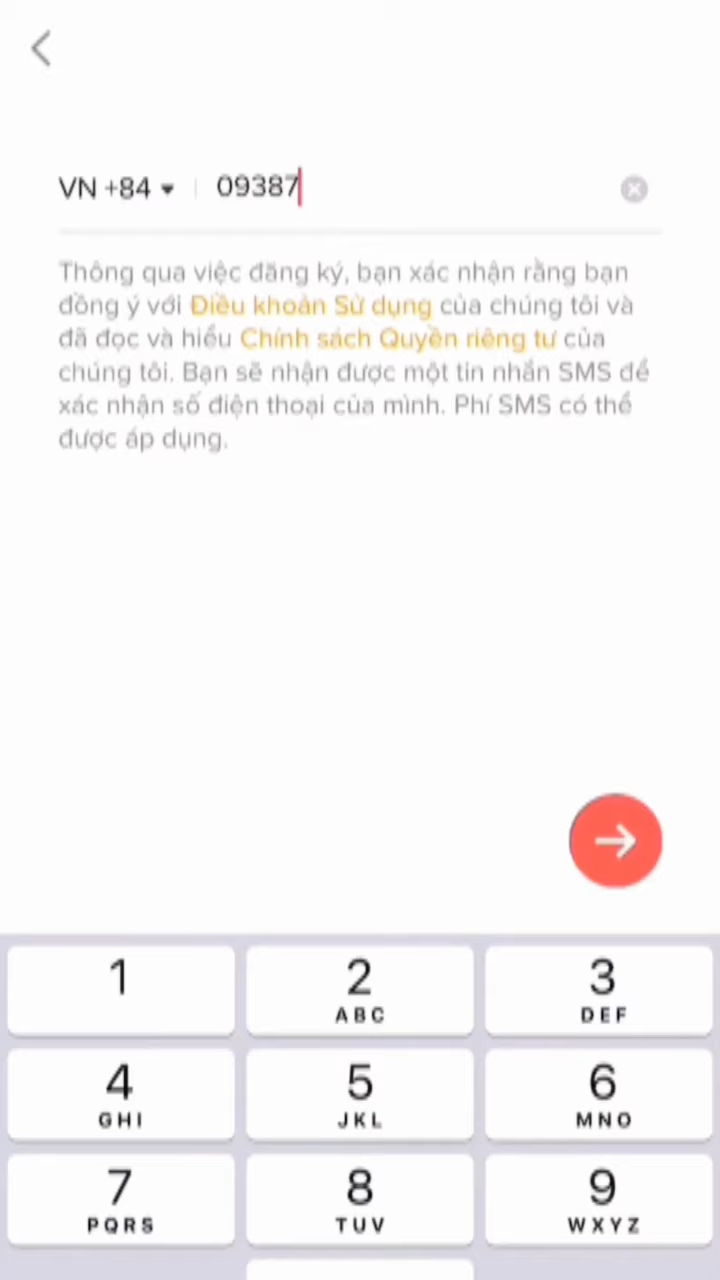 VN +84 09387
Thông qua việc đăng ký, bạn xác nhận rằng bạn
đồng ý với Điều khoản Sử dụng của chúng tôi và
đã đọc và hiểu Chính sách Quyền riêng tư của
chúng tôi. Bạn sẽ nhận được một tin nhắn SMS để
xác nhận số điện thoại của mình. Phí SMS có thể
được áp dụng.
1 2 3
ABC DEF
4 5 6
GHI JKL MNO
7 8 9
PQRS TUV WXYZ